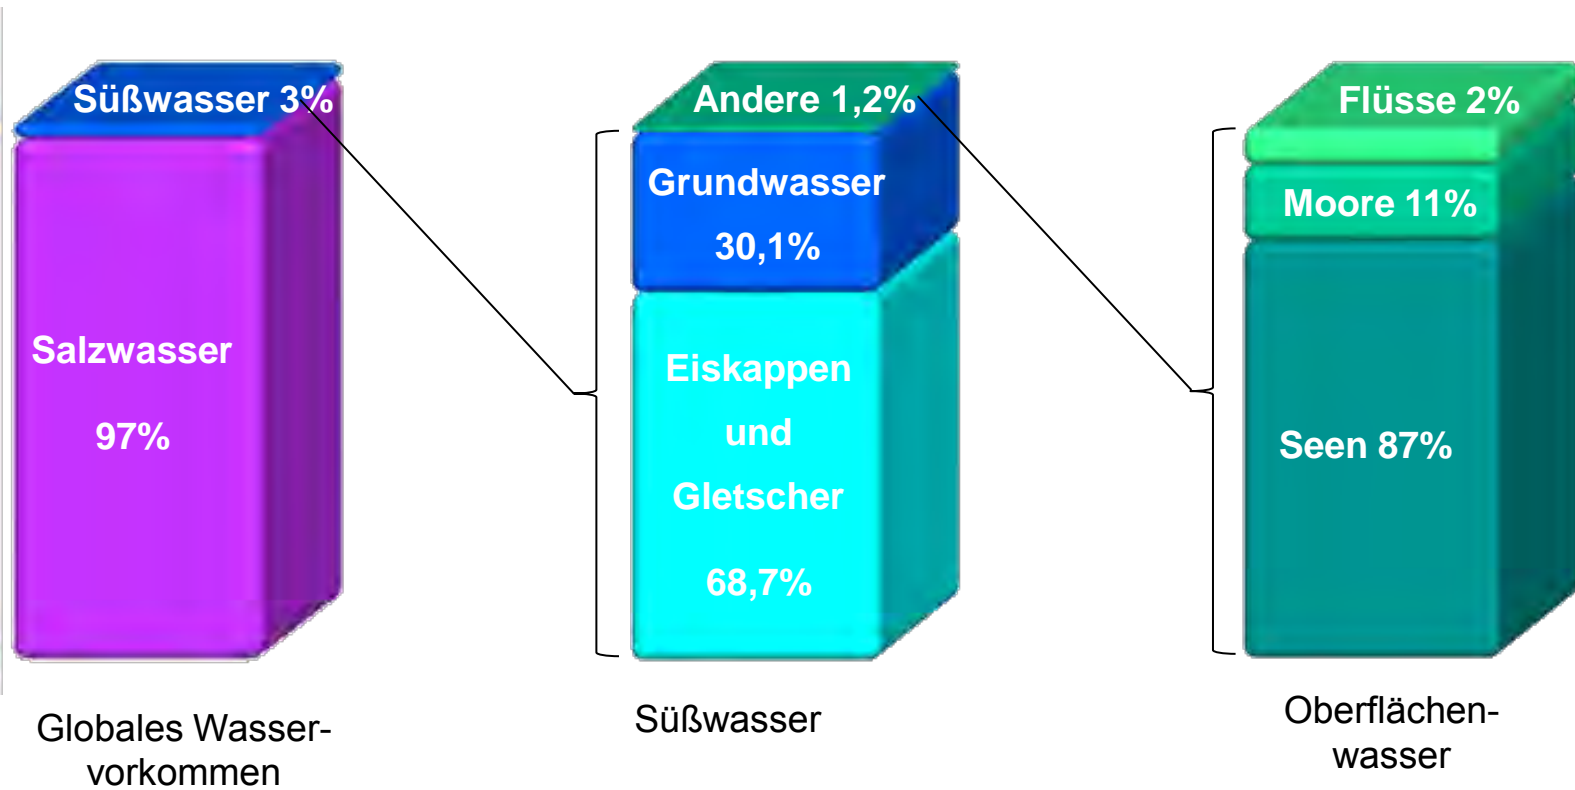 Süßwasser 3%
Salzwasser
97%
Globales Wasser-
vorkommen
Andere 1,2%
Grundwasser
30,1%
Eiskappen
und
Gletscher
68,7%
Süßwasser
Flüsse 2%
Moore 11%
Seen 87%
Oberflächen-
wasser